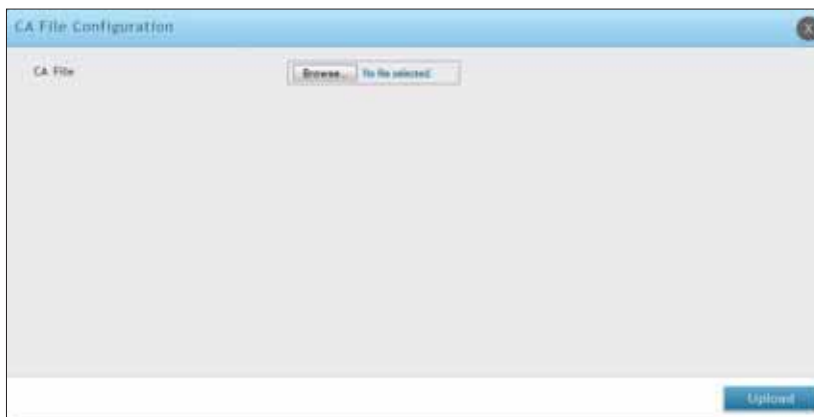 CA File Configuration
X
CA File
Browse... No file selected.
Upload